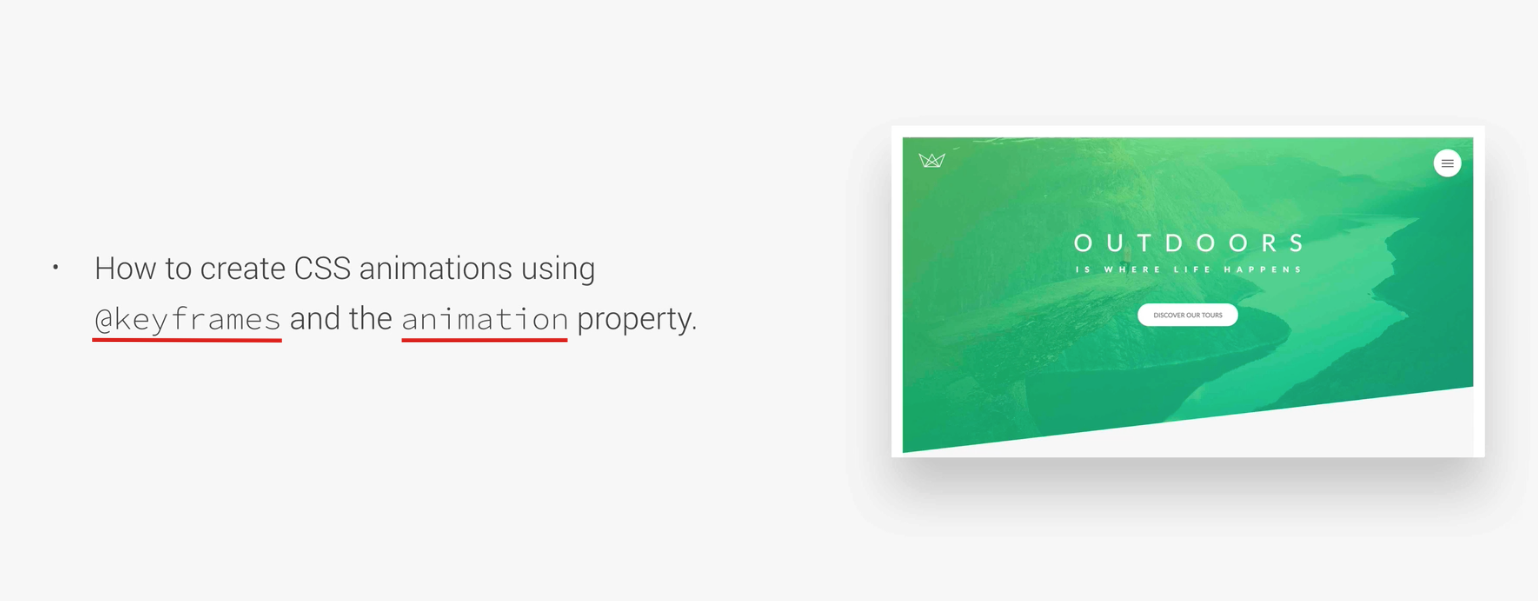 • How to create CSS animations using
@keyframes and the animation property.
OUTDOORS
IS WHERE LIFE HAPPENS
DISCOVER OUR TOURS